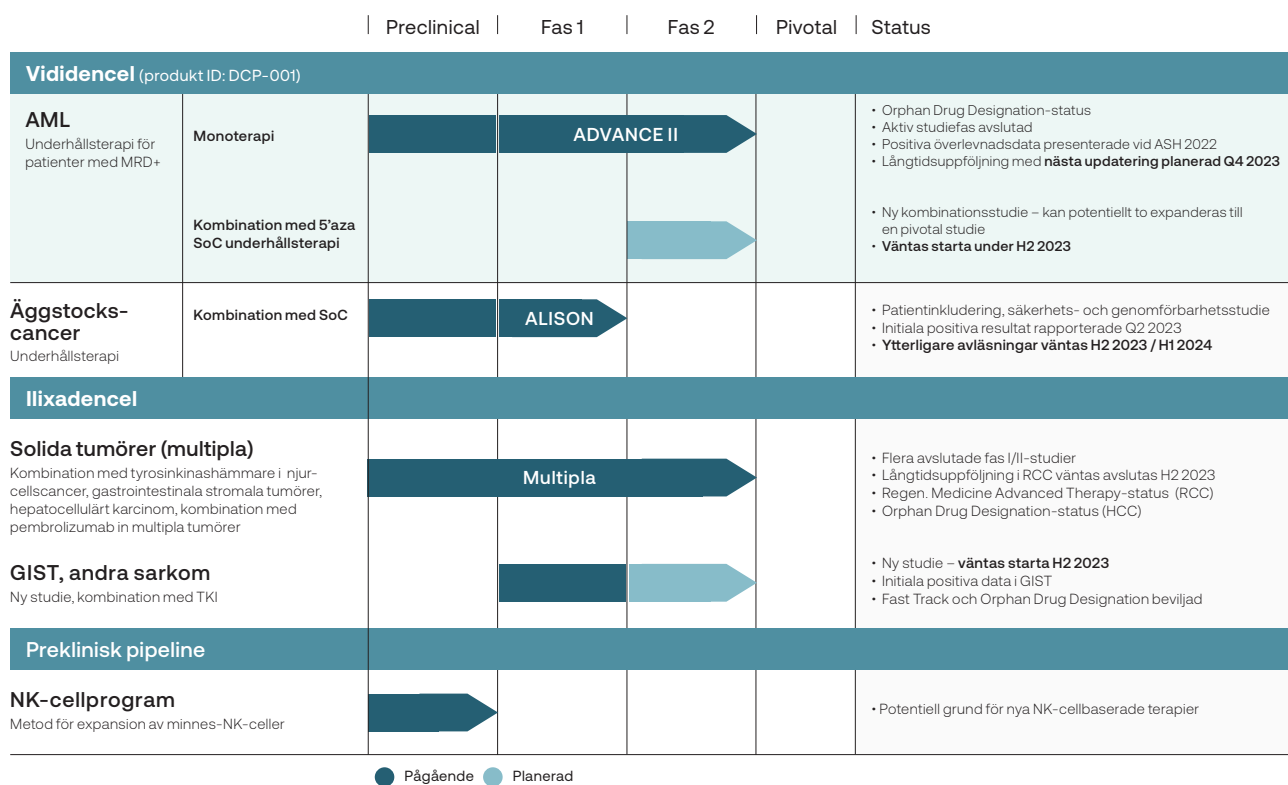 Preclinical Fas 1 Fas 2 Pivotal Status
Vididencel (produkt ID: DCP-001)
AML
Underhållsterapi för
patienter med MRD+
Monoterapi
ADVANCE II
• Orphan Drug Designation-status
• Aktiv studiefas avslutad
• Positiva överlevnadsdata presenterade vid ASH 2022
• Långtidsuppföljning med nästa updatering planerad Q4 2023
Kombination med 5’aza
SoC underhållsterapi
• Ny kombinationsstudie – kan potentiellt to expanderas till
en pivotal studie
• Väntas starta under H2 2023
Äggstocks-
cancer
Underhållsterapi
Kombination med SoC
ALISON
• Patientinkludering, säkerhets- och genomförbarhetsstudie
• Initiala positiva resultat rapporterade Q2 2023
• Ytterligare avläsningar väntas H2 2023 / H1 2024
Ilixadencel
Solida tumörer (multipla)
Kombination med tyrosinkinashämmare i njur-
cellscancer, gastrointestinala stromala tumörer,
hepatocellulärt karcinom, kombination med
pembrolizumab in multipla tumörer
Multipla
• Flera avslutade fas I/II-studier
• Långtidsuppföljning i RCC väntas avslutas H2 2023
• Regen. Medicine Advanced Therapy-status (RCC)
• Orphan Drug Designation-status (HCC)
GIST, andra sarkom
Ny studie, kombination med TKI
• Ny studie – väntas starta H2 2023
• Initiala positiva data i GIST
• Fast Track och Orphan Drug Designation beviljad
Preklinisk pipeline
NK-cellprogram
Metod för expansion av minnes-NK-celler
• Potentiell grund för nya NK-cellbaserade terapier
Pågående Planerad